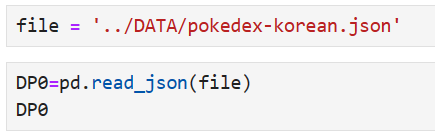 file = '../DATA/pokedex-korean.json'
DP0=pd.read_json(file)
DP0